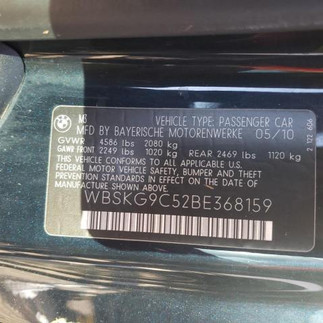 M3
VEHICLE TYPE: PASSENGER CAR
MFD BY BAYERISCHE MOTORENWERKE 05/10
GVWR 4586 lbs 2080 kg
GAWR FRONT 2249 lbs 1020 kg REAR 2469 lbs 1120 kg
THIS VEHICLE CONFORMS TO ALL APPLICABLE
FEDERAL MOTOR VEHICLE SAFETY, BUMPER AND THEFT
PREVENTION STANDARDS IN EFFECT ON THE DATE OF
MANUFACTURE SHOWN ABOVE.
WBSKG9C52BE368159